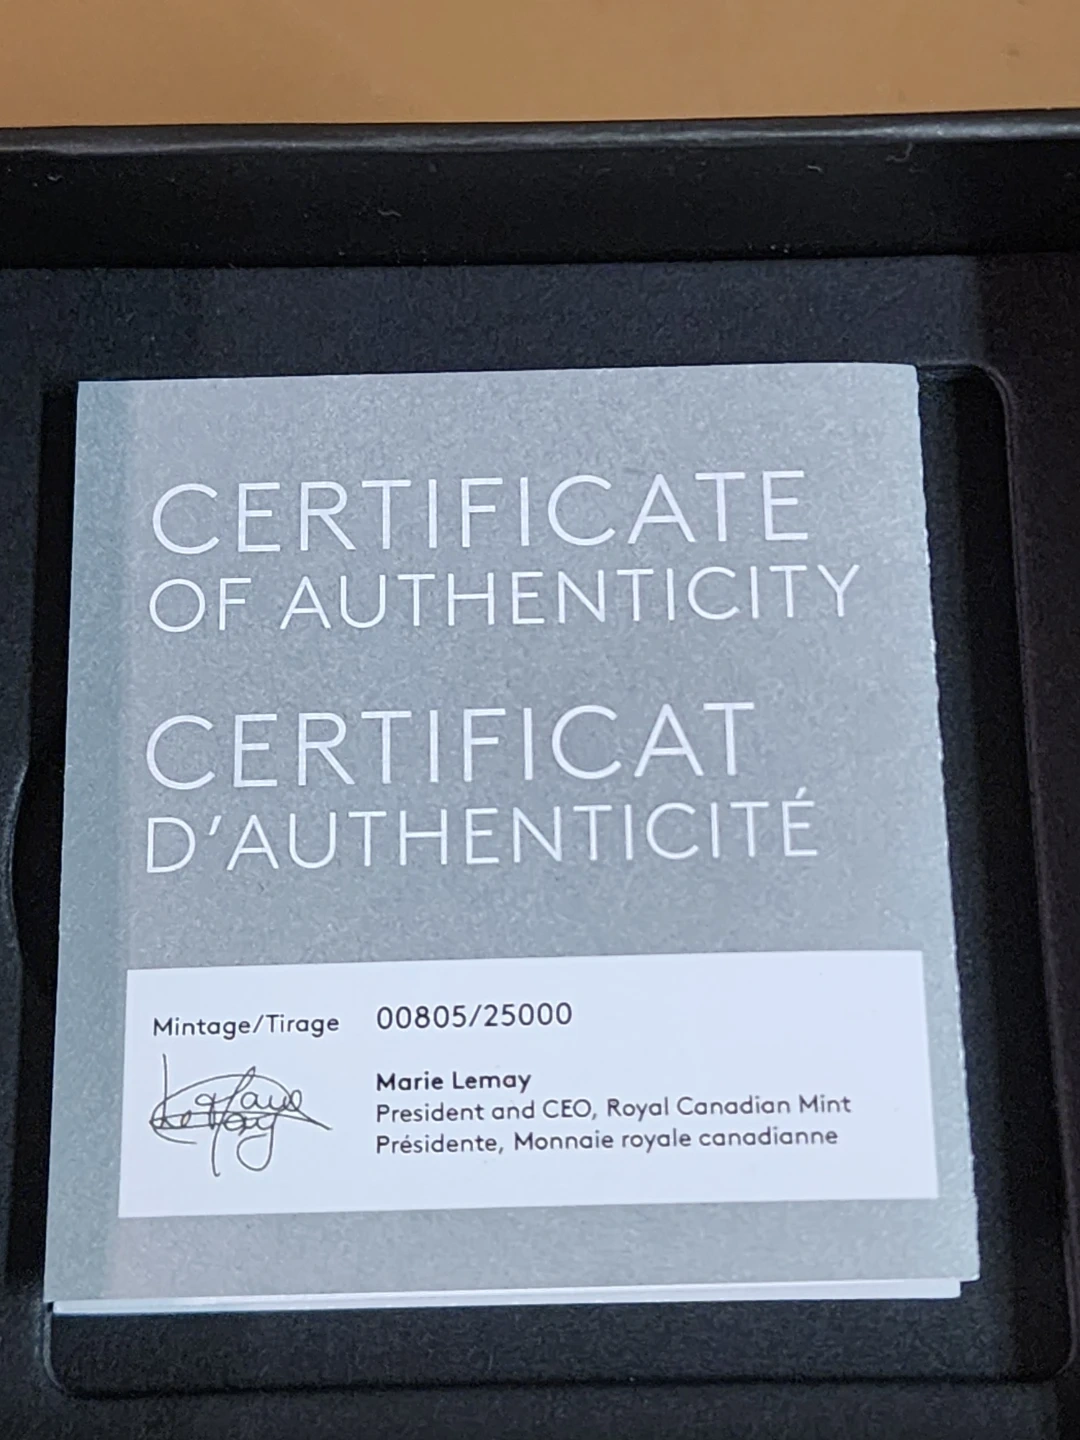 CERTIFICATE
OF AUTHENTICITY
CERTIFICAT
D'AUTHENTICITÉ
Mintage/Tirage 00805/25000
Marie Lemay
President and CEO, Royal Canadian Mint
Présidente, Monnaie royale canadianne